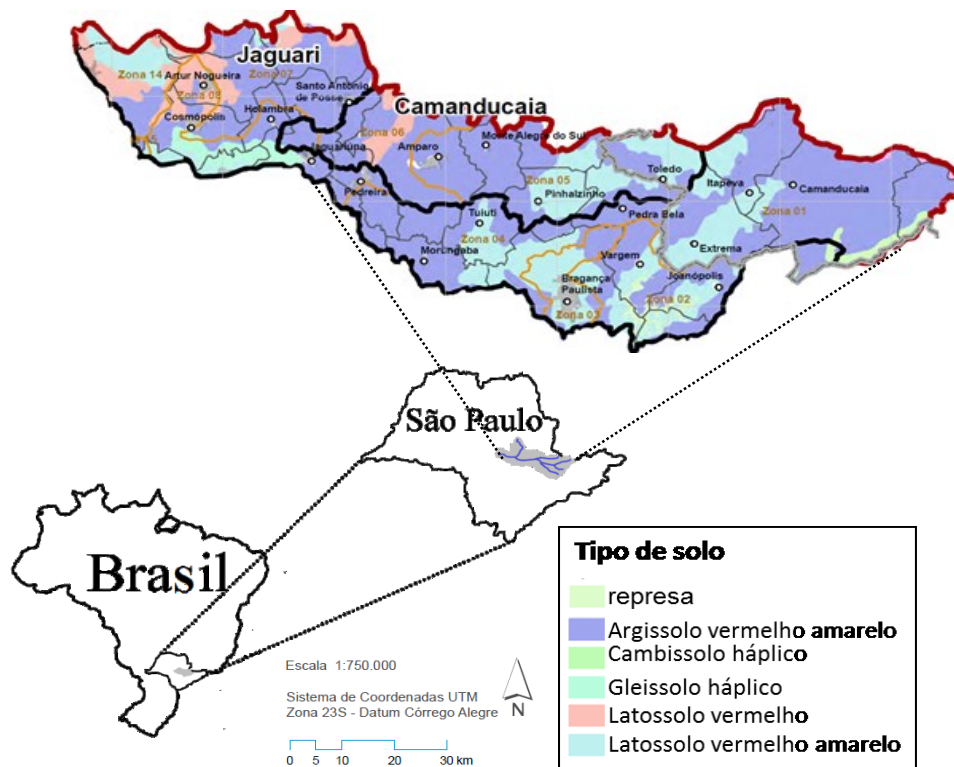 Jaguari
Zona 14
Zona 07
Artur Nogueira
Santo Antônio
de Posse
Zona 08
Camanducaia
Cosmópolis
Holambra
Zona 06
Jaguariúna
Amparo
Monte Alegre do Sul
Toledo
Pedreira
Zona 05
Pinhalzinho
Itapeva
Camanducaia
Zona 01
Tuiuti
Pedra Bela
Zona 04
Morungaba
Vargem
Extrema
Bragança
Paulista
Joanópolis
Zona 02
Zona 03
São Paulo
Brasil
Escala 1:750.000
Sistema de Coordenadas UTM
Zona 23S - Datum Córrego Alegre
N
0 5 10 20 30 km
Tipo de solo
represa
Argissolo vermelho amarelo
Cambissolo háplico
Gleissolo háplico
Latossolo vermelho
Latossolo vermelho amarelo